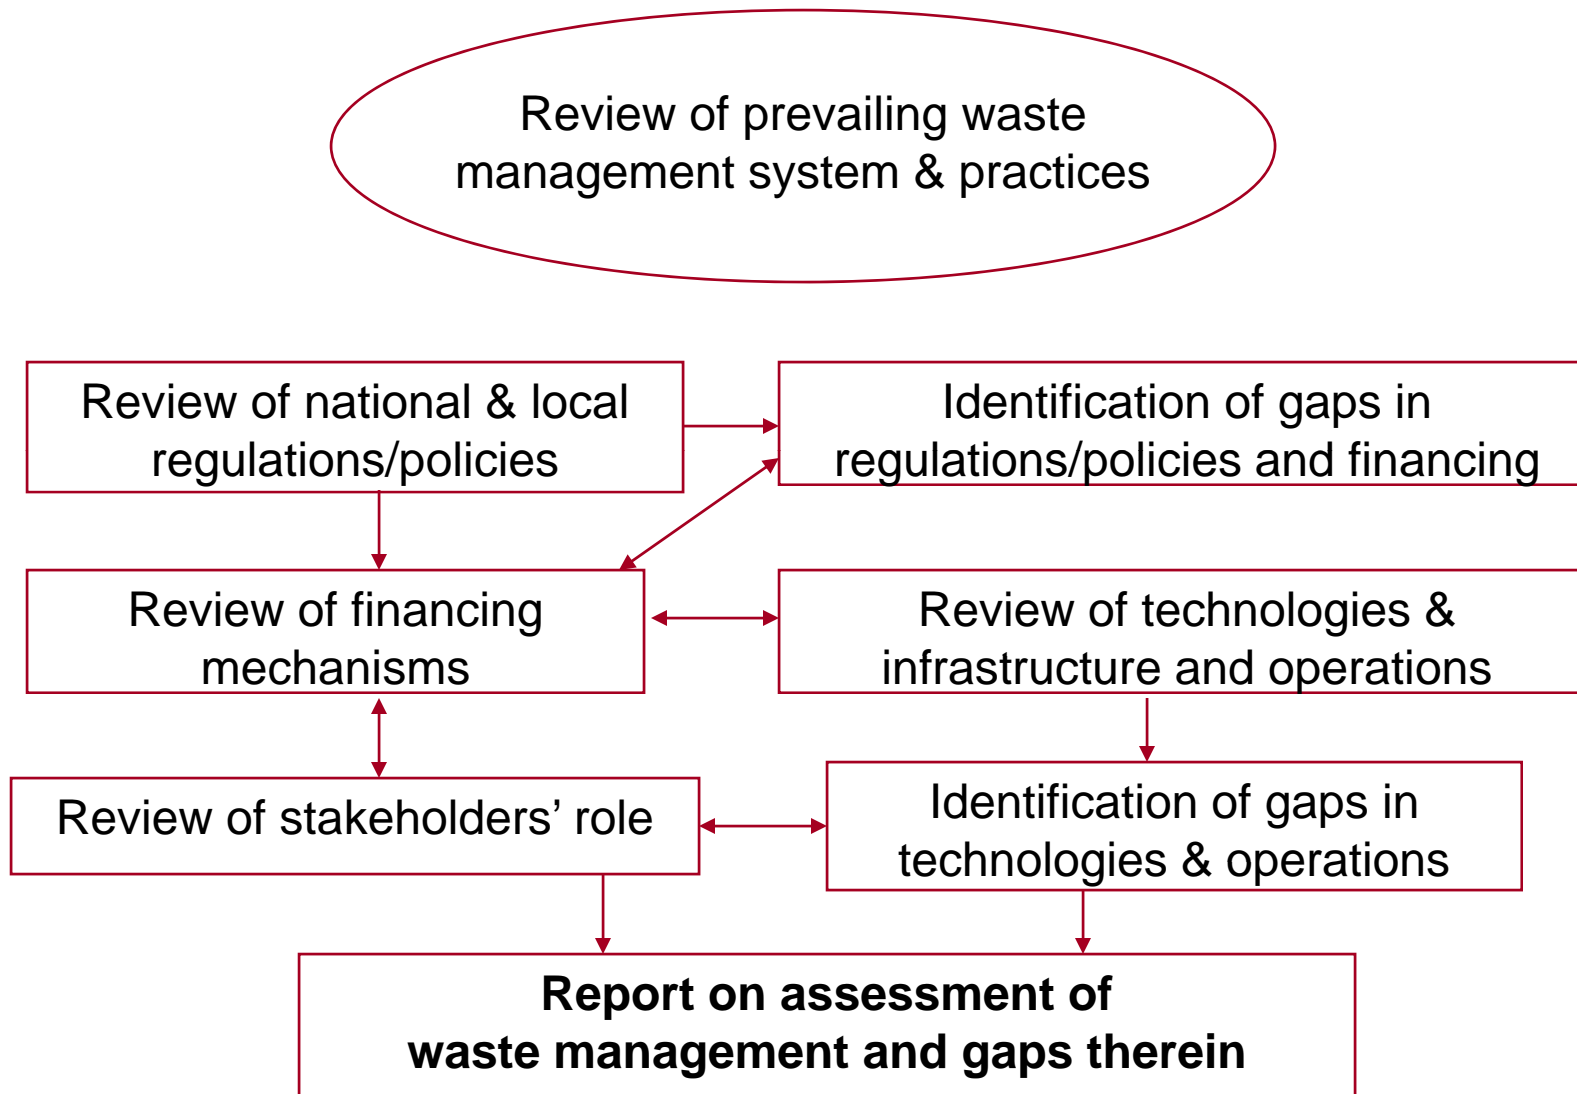 Review of prevailing waste
management system & practices
Review of national & local
regulations/policies
Identification of gaps in
regulations/policies and financing
Review of financing
mechanisms
Review of technologies &
infrastructure and operations
Review of stakeholders’ role
Identification of gaps in
technologies & operations
Report on assessment of
waste management and gaps therein